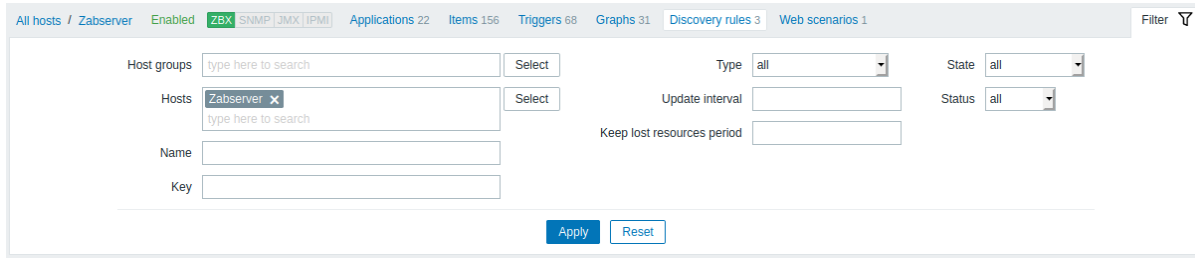 All hosts / Zabserver Enabled ZBX SNMP JMX IPMI Applications 22 Items 156 Triggers 68 Graphs 31 Discovery rules 3 Web scenarios 1 Filter
Host groups type here to search Select Type all State all
Hosts Zabserver Select Update interval Status all
type here to search
Keep lost resources period
Name
Key
Apply Reset